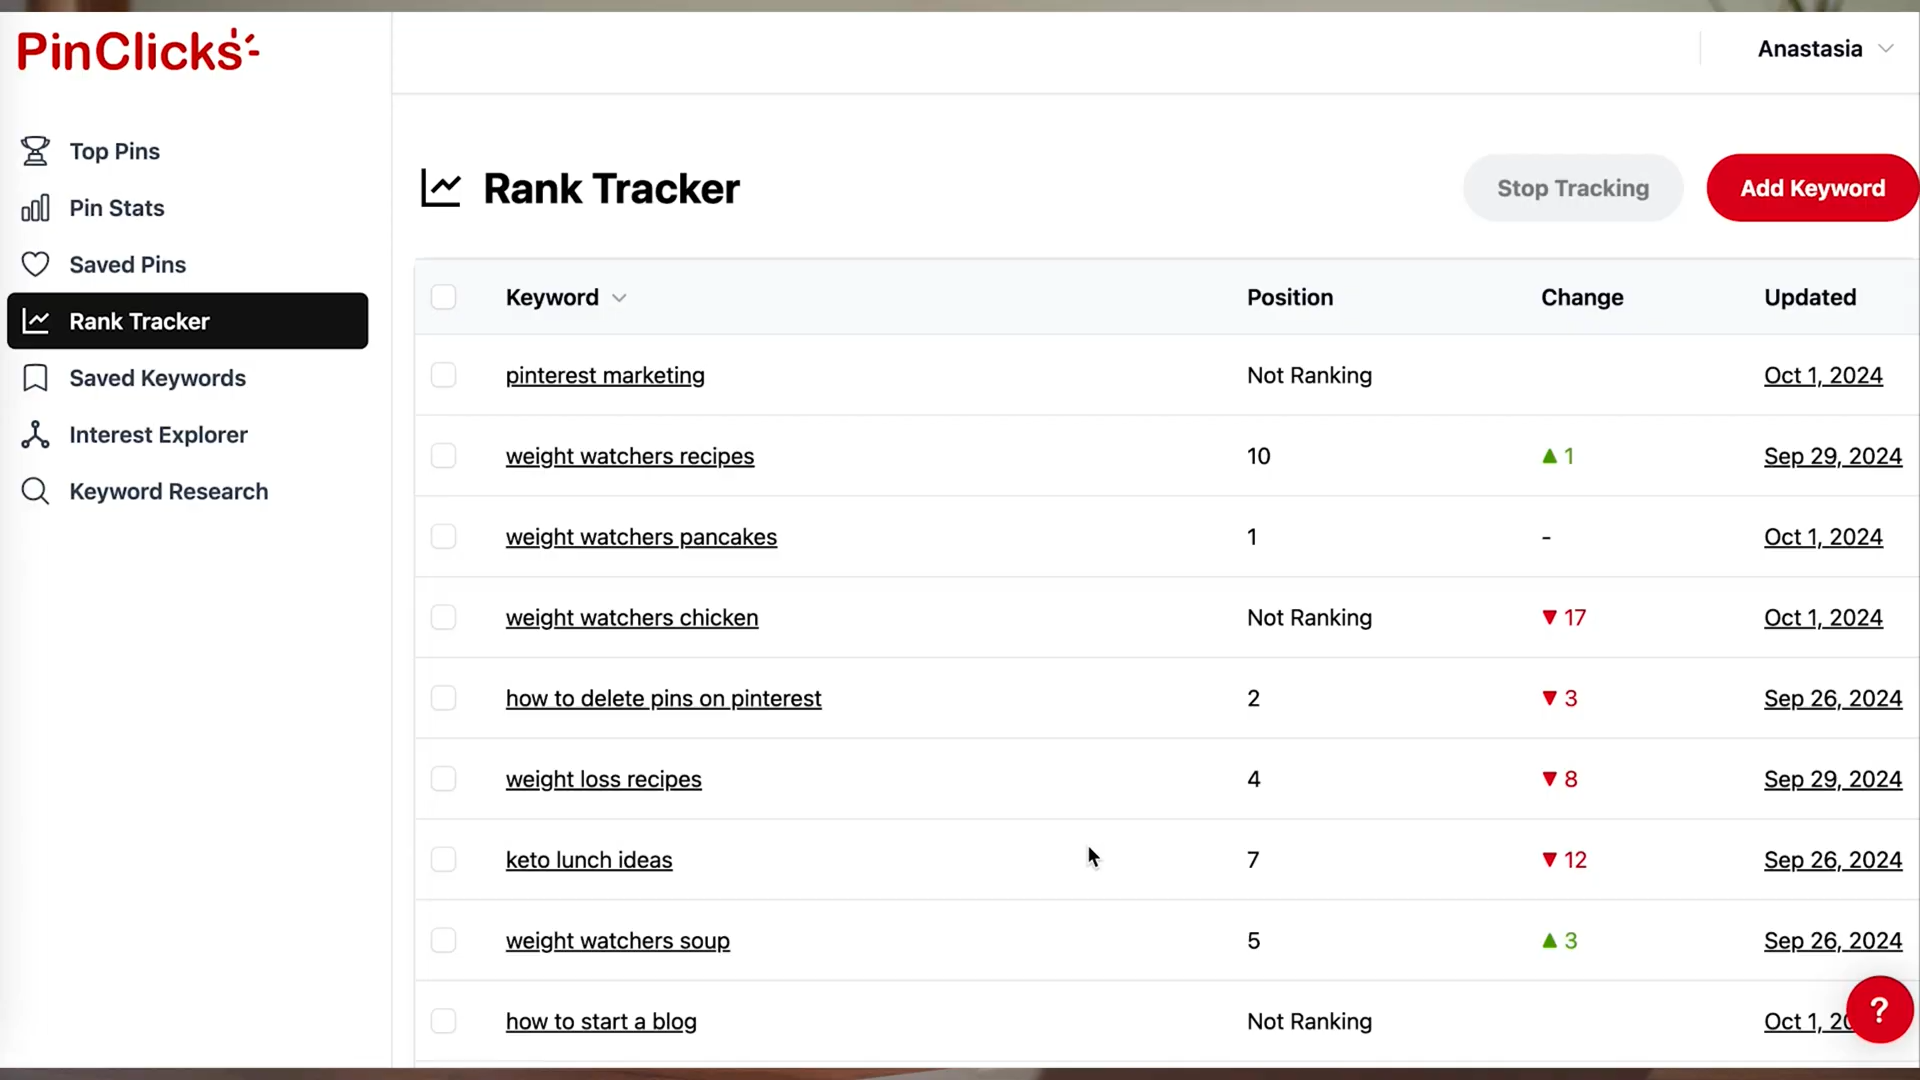 PinClicks
Anastasia
Top Pins
Pin Stats
Saved Pins
Rank Tracker
Saved Keywords
Interest Explorer
Keyword Research
Rank Tracker
Stop Tracking
Add Keyword
Keyword Position Change Updated
pinterest marketing Not Ranking Oct 1, 2024
weight watchers recipes 10 ▲ 1 Sep 29, 2024
weight watchers pancakes 1 - Oct 1, 2024
weight watchers chicken Not Ranking ▼ 17 Oct 1, 2024
how to delete pins on pinterest 2 ▼ 3 Sep 26, 2024
weight loss recipes 4 ▼ 8 Sep 29, 2024
keto lunch ideas 7 ▼ 12 Sep 26, 2024
weight watchers soup 5 ▲ 3 Sep 26, 2024
how to start a blog Not Ranking Oct 1,
?